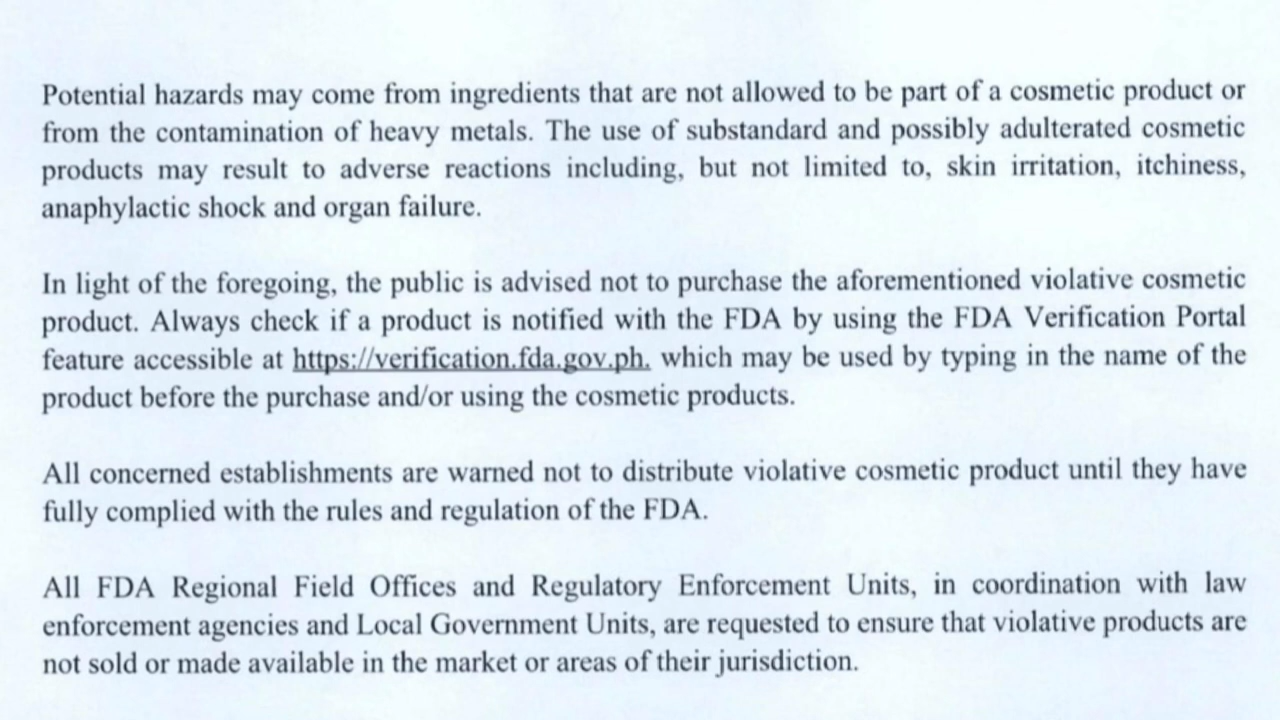 Potential hazards may come from ingredients that are not allowed to be part of a cosmetic product or
from the contamination of heavy metals. The use of substandard and possibly adulterated cosmetic
products may result to adverse reactions including, but not limited to, skin irritation, itchiness,
anaphylactic shock and organ failure.
In light of the foregoing, the public is advised not to purchase the aforementioned violative cosmetic
product. Always check if a product is notified with the FDA by using the FDA Verification Portal
feature accessible at https://verification.fda.gov.ph, which may be used by typing in the name of the
product before the purchase and/or using the cosmetic products.
All concerned establishments are warned not to distribute violative cosmetic product until they have
fully complied with the rules and regulation of the FDA.
All FDA Regional Field Offices and Regulatory Enforcement Units, in coordination with law
enforcement agencies and Local Government Units, are requested to ensure that violative products are
not sold or made available in the market or areas of their jurisdiction.